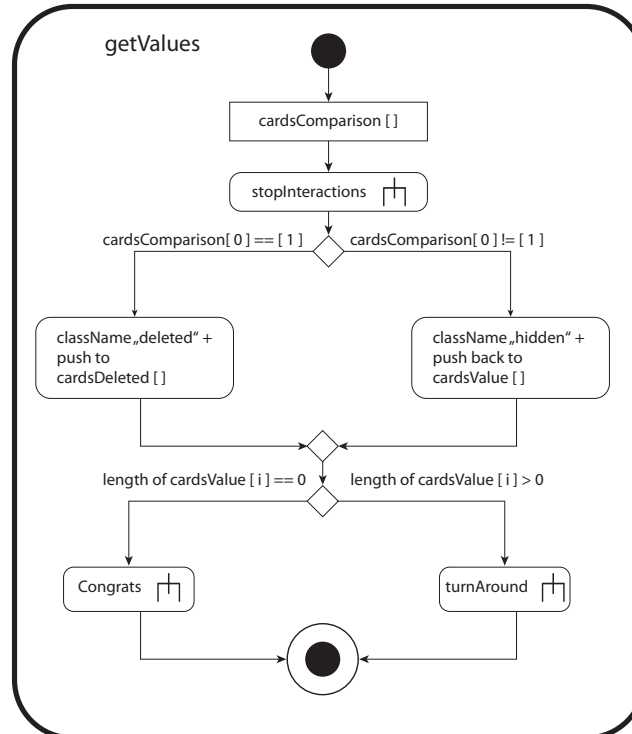 getValues
cardsComparison [ ]
stopInteractions
cardsComparison[ 0 ] == [ 1 ]
cardsComparison[ 0 ] != [ 1 ]
className „deleted“ +
push to
cardsDeleted [ ]
className „hidden“ +
push back to
cardsValue [ ]
length of cardsValue [ i ] == 0
length of cardsValue [ i ] > 0
Congrats
turnAround